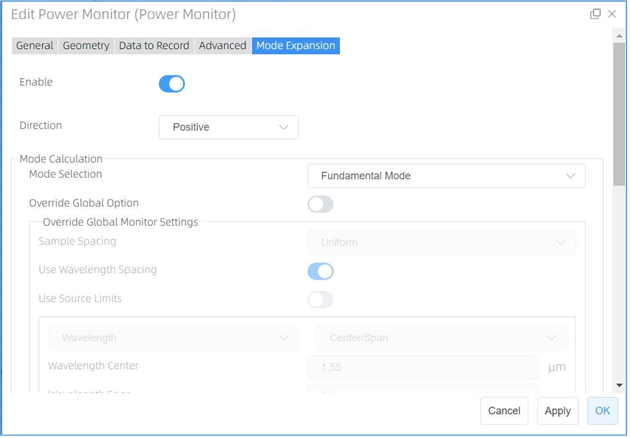 Edit Power Monitor (Power Monitor)
General Geometry Data to Record Advanced Mode Expansion
Enable
Direction Positive
Mode Calculation
Mode Selection Fundamental Mode
Override Global Option
Override Global Monitor Settings
Sample Spacing Uniform
Use Wavelength Spacing
Use Source Limits
Wavelength Center/Span
Wavelength Center 1.55 μm
Cancel Apply OK